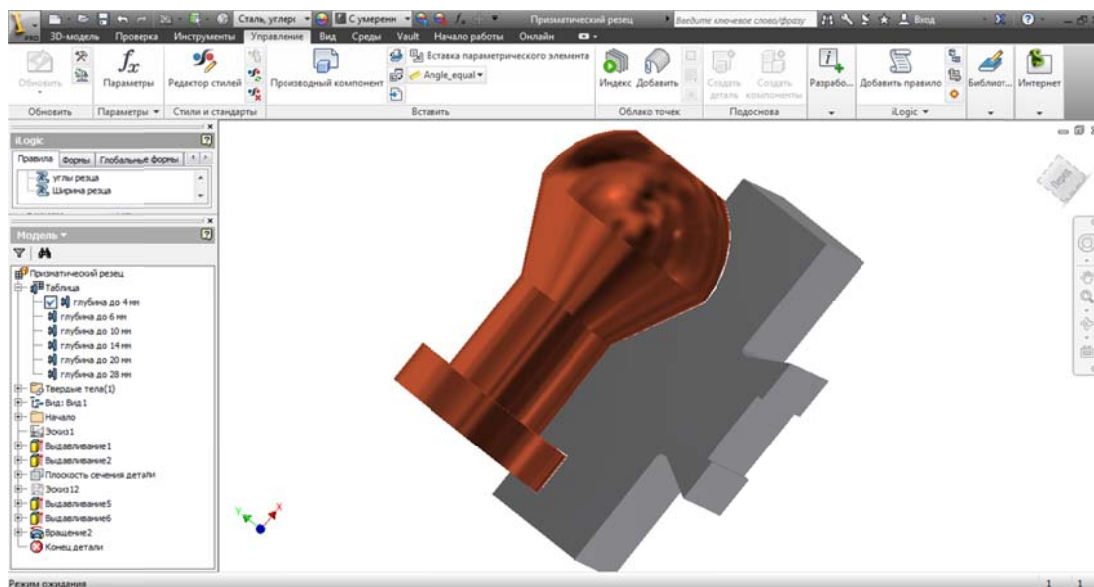 PRO
Сталь, углерс
С умеренн
Призматический резец
Введите ключевое слово/фразу
Вход
3D-модель Проверка Инструменты Управление Вид Среды Vault Начало работы Онлайн
Обновить
fx
Параметры
Редактор стилей
Производный компонент
Вставка параметрического элемента
Angle_equal
Индекс Добавить
Создать деталь
Создать компоненты
Разрабо...
Добавить правило
Библиот...
Интернет
Обновить Параметры Стили и стандарты Вставить Облако точек Подоснова iLogic
iLogic
Правила Формы Глобальные формы
углы резца
Ширина резца
Модель
Призматический резец
Таблица
глубина до 4 мм
глубина до 6 мм
глубина до 10 мм
глубина до 14 мм
глубина до 20 мм
глубина до 28 мм
Твердые тела(1)
Вид: Вид1
Начало
Эскиз1
Выдавливание1
Выдавливание2
Плоскость сечения детали
Эскиз12
Выдавливание5
Выдавливание6
Вращение2
Конец детали
Y
X
Режим ожидания
1 1